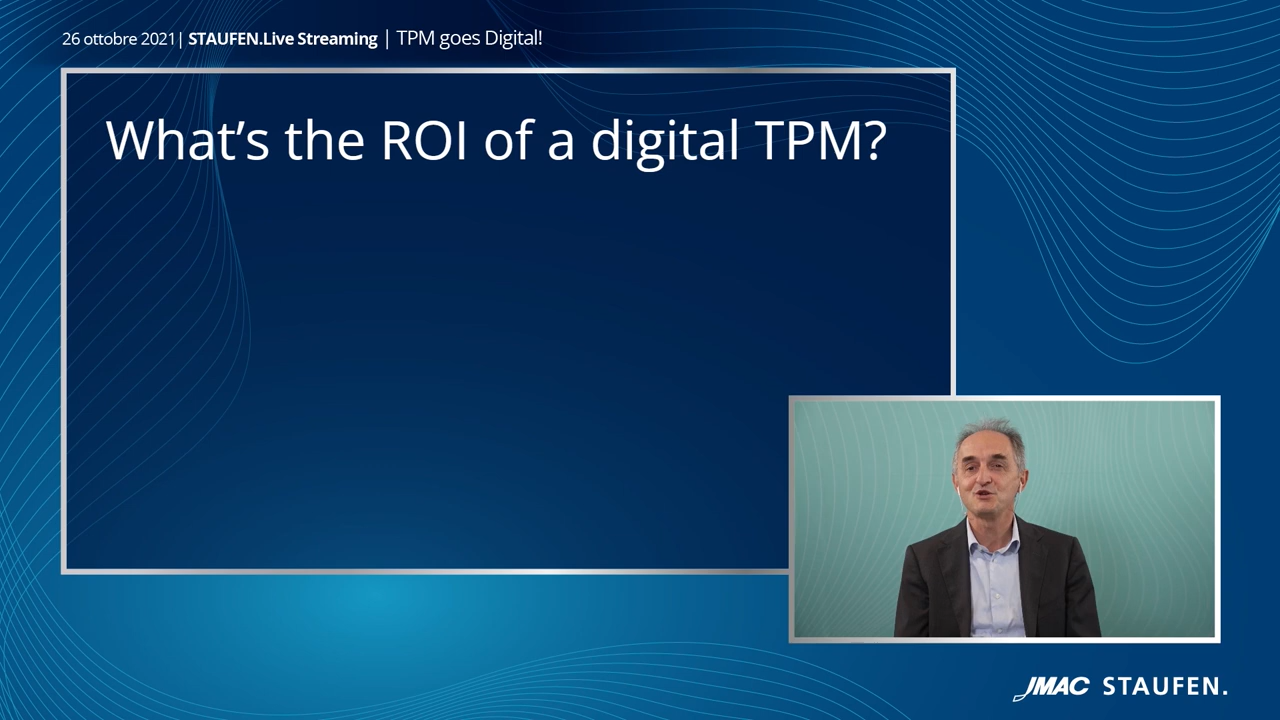 26 ottobre 2021| STAUFEN.Live Streaming | TPM goes Digital!
What’s the ROI of a digital TPM?
JMAC STAUFEN.